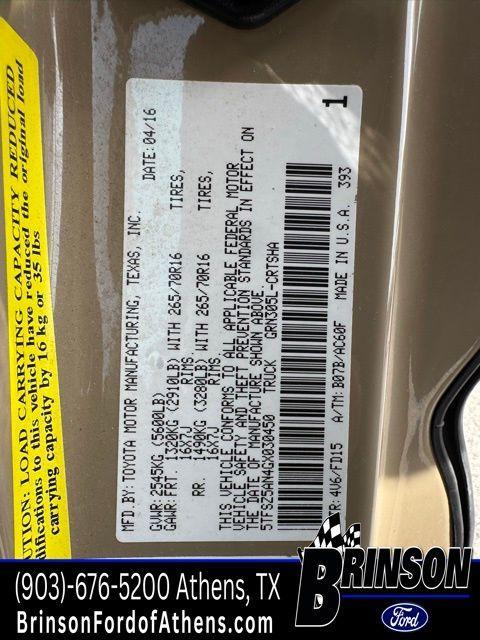 CAUTION: LOAD CARRYING CAPACITY REDUCED
Modifications to this vehicle have reduced the original load
carrying capacity by 16 kg or 35 lbs
MFD.BY: TOYOTA MOTOR MANUFACTURING, TEXAS, INC. DATE: 04/16
GVWR: 2545KG (5600LB)
GAWR: FRT. 1320KG (2910LB) WITH 265/70R16 TIRES,
16X7J RIMS,
RR. 1490KG (3280LB) WITH 265/70R16 TIRES,
16X7J RIMS.
THIS VEHICLE CONFORMS TO ALL APPLICABLE FEDERAL MOTOR
VEHICLE SAFETY AND THEFT PREVENTION STANDARDS IN EFFECT ON
THE DATE OF MANUFACTURE SHOWN ABOVE.
5TFSZ5AN4GX030450 TRUCK GRN305L-CRTSHA
TR: 4V6/FD15 A/TM: B07B/AC60F MADE IN U.S.A. 393
1
(903)-676-5200 Athens, TX
BrinsonFordofAthens.com
BRINSON
Ford